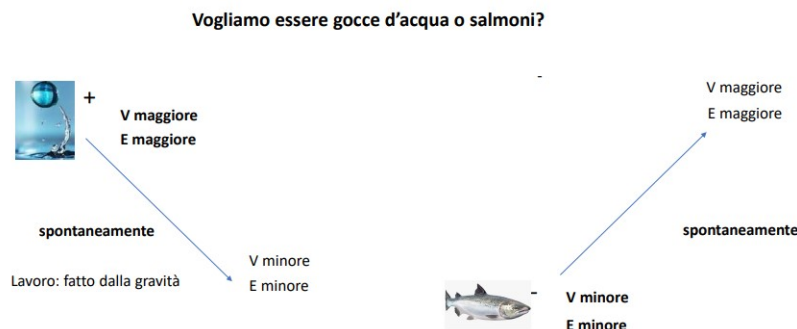 Vogliamo essere gocce d'acqua o salmoni?
+
V maggiore
E maggiore
spontaneamente
Lavoro: fatto dalla gravità
V minore
E minore
-
V maggiore
E maggiore
spontaneamente
-
V minore
E minore